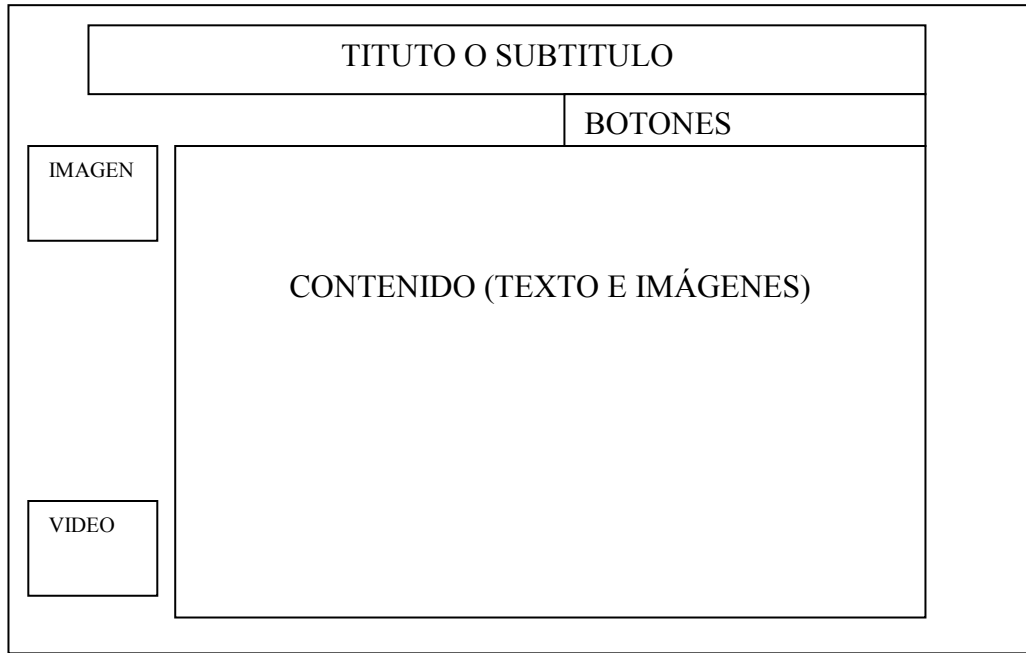 TITUTO O SUBTITULO
BOTONES
IMAGEN
CONTENIDO (TEXTO E IMÁGENES)
VIDEO